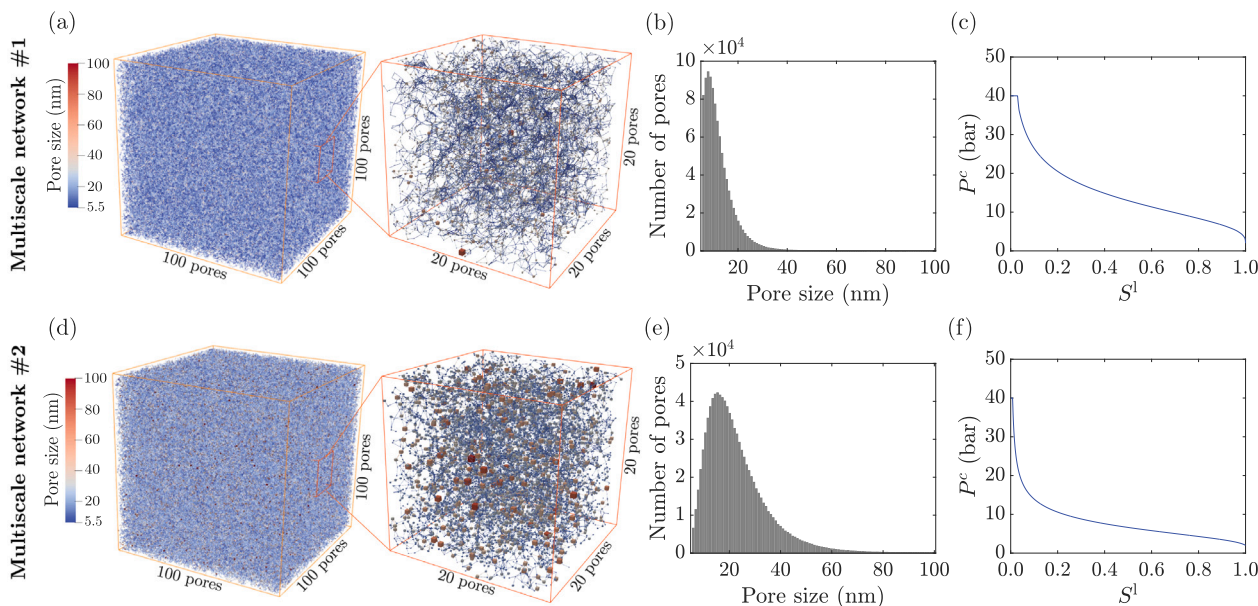 Multiscale network #1
(a)
Pore size (nm)
100
80
60
40
20
5.5
100 pores
100 pores
100 pores
20 pores
20 pores
20 pores
(b)
×10⁴
Number of pores
10
8
6
4
2
0
20 40 60 80 100
Pore size (nm)
(c)
Pᶜ (bar)
50
40
30
20
10
0
0.0 0.2 0.4 0.6 0.8 1.0
Sˡ
Multiscale network #2
(d)
Pore size (nm)
100
80
60
40
20
5.5
100 pores
100 pores
100 pores
20 pores
20 pores
20 pores
(e)
×10⁴
Number of pores
5
4
3
2
1
0
20 40 60 80 100
Pore size (nm)
(f)
Pᶜ (bar)
50
40
30
20
10
0
0.0 0.2 0.4 0.6 0.8 1.0
Sˡ